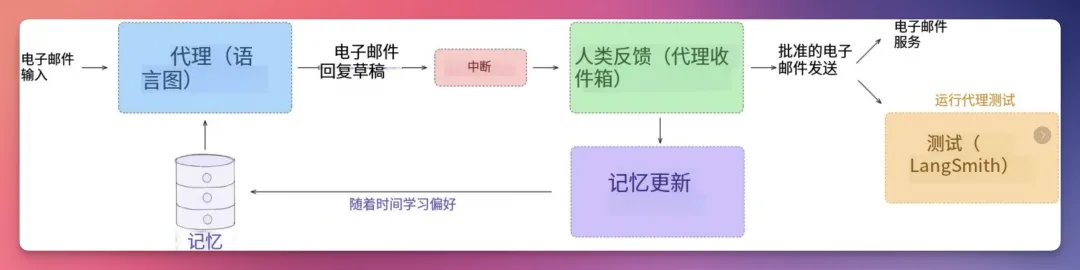 电子邮件
输入
代理（语
言图）
电子邮件
回复草稿
中断
人类反馈（代理收
件箱）
批准的电子
邮件发送
电子邮件
服务
运行代理测试
测试（
LangSmith）
记忆更新
随着时间学习偏好
记忆